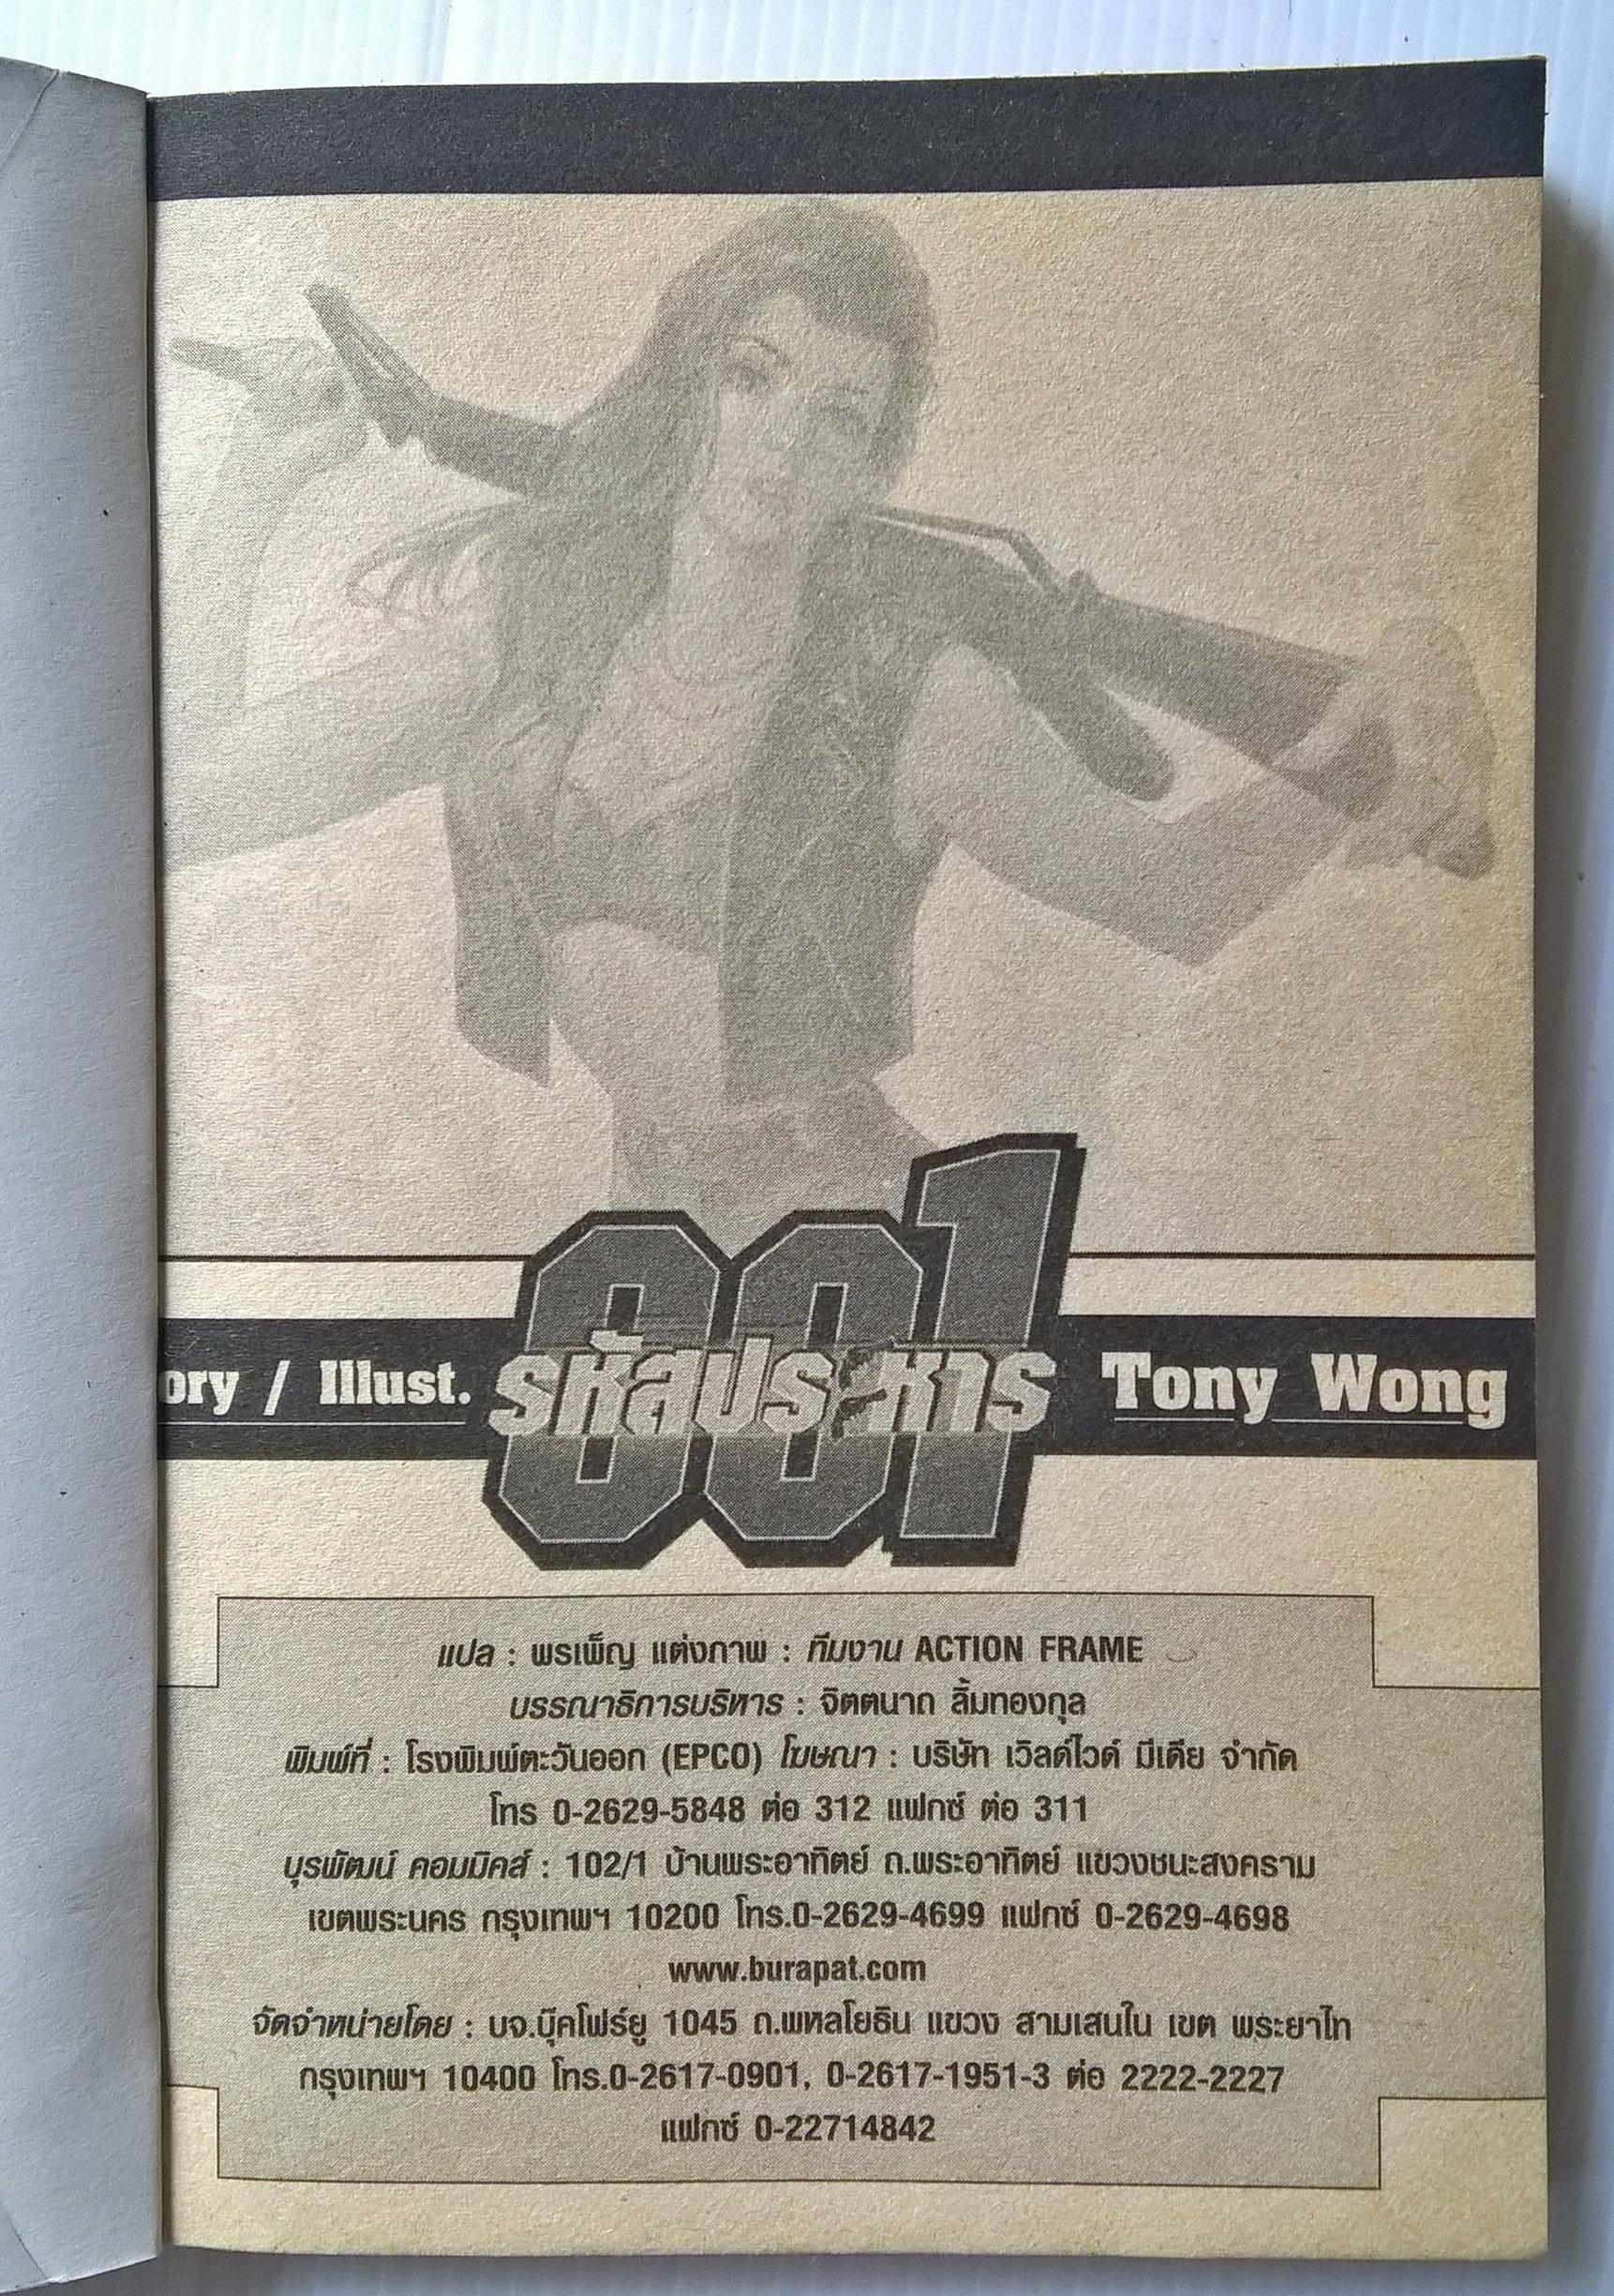 001
ory / Illust. รหัสประหาร Tony Wong
แปล : พรเพ็ญ แต่งภาพ : ทีมงาน ACTION FRAME
บรรณาธิการบริหาร : จิตตนาถ ลิ้มทองกุล
พิมพ์ที่ : โรงพิมพ์ตะวันออก (EPCO) โฆษณา : บริษัท เวิลด์ไวด์ มีเดีย จำกัด
โทร 0-2629-5848 ต่อ 312 แฟกซ์ ต่อ 311
บุรพัฒน์ คอมมิคส์ : 102/1 บ้านพระอาทิตย์ ถ.พระอาทิตย์ แขวงชนะสงคราม
เขตพระนคร กรุงเทพฯ 10200 โทร.0-2629-4699 แฟกซ์ 0-2629-4698
www.burapat.com
จัดจำหน่ายโดย : บจ.บุ๊คโฟร์ยู 1045 ถ.พหลโยธิน แขวง สามเสนใน เขต พระยาไท
กรุงเทพฯ 10400 โทร.0-2617-0901, 0-2617-1951-3 ต่อ 2222-2227
แฟกซ์ 0-22714842